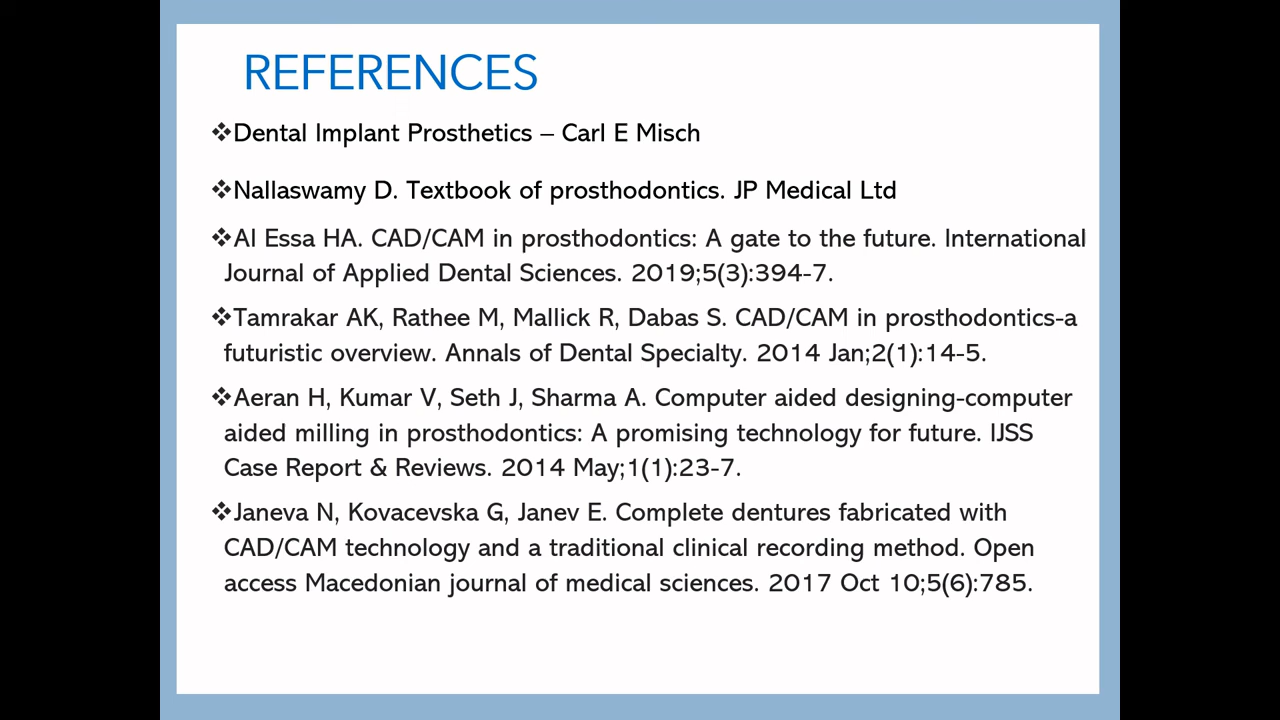 REFERENCES
❖Dental Implant Prosthetics – Carl E Misch
❖Nallaswamy D. Textbook of prosthodontics. JP Medical Ltd
❖Al Essa HA. CAD/CAM in prosthodontics: A gate to the future. International
Journal of Applied Dental Sciences. 2019;5(3):394-7.
❖Tamrakar AK, Rathee M, Mallick R, Dabas S. CAD/CAM in prosthodontics-a
futuristic overview. Annals of Dental Specialty. 2014 Jan;2(1):14-5.
❖Aeran H, Kumar V, Seth J, Sharma A. Computer aided designing-computer
aided milling in prosthodontics: A promising technology for future. IJSS
Case Report & Reviews. 2014 May;1(1):23-7.
❖Janeva N, Kovacevska G, Janev E. Complete dentures fabricated with
CAD/CAM technology and a traditional clinical recording method. Open
access Macedonian journal of medical sciences. 2017 Oct 10;5(6):785.